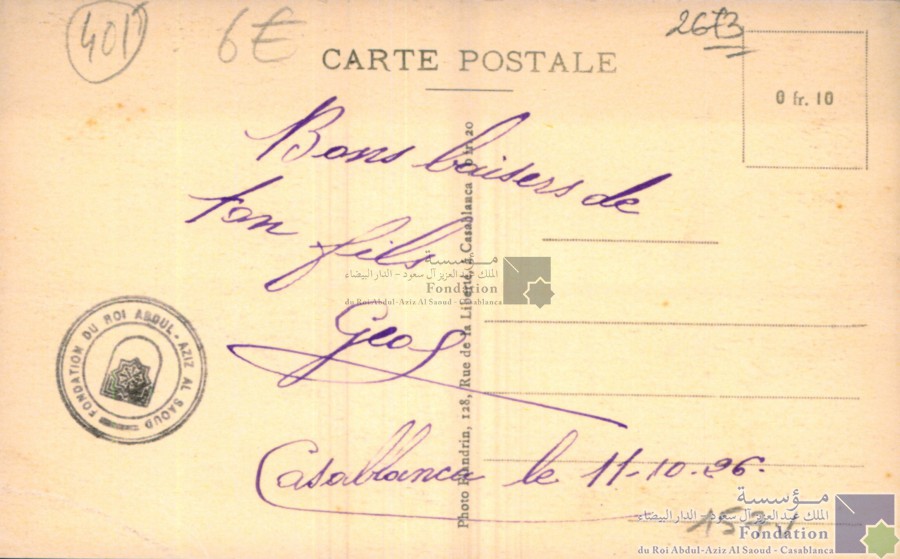 401
6€
2673
CARTE POSTALE
0 fr. 10
Bons baisers de
ton fils
Geo
Casablanca le 11-10-26.
Photo Flandrin, 128, Rue de la Liberté, Casablanca
20
FONDATION DU ROI ABDUL-AZIZ AL SAOUD
مؤسسة
الملك عبد العزيز آل سعود - الدار البيضاء
Fondation
du Roi Abdul-Aziz Al Saoud - Casablanca
مؤسسة
الملك عبد العزيز آل سعود - الدار البيضاء
Fondation
du Roi Abdul-Aziz Al Saoud - Casablanca